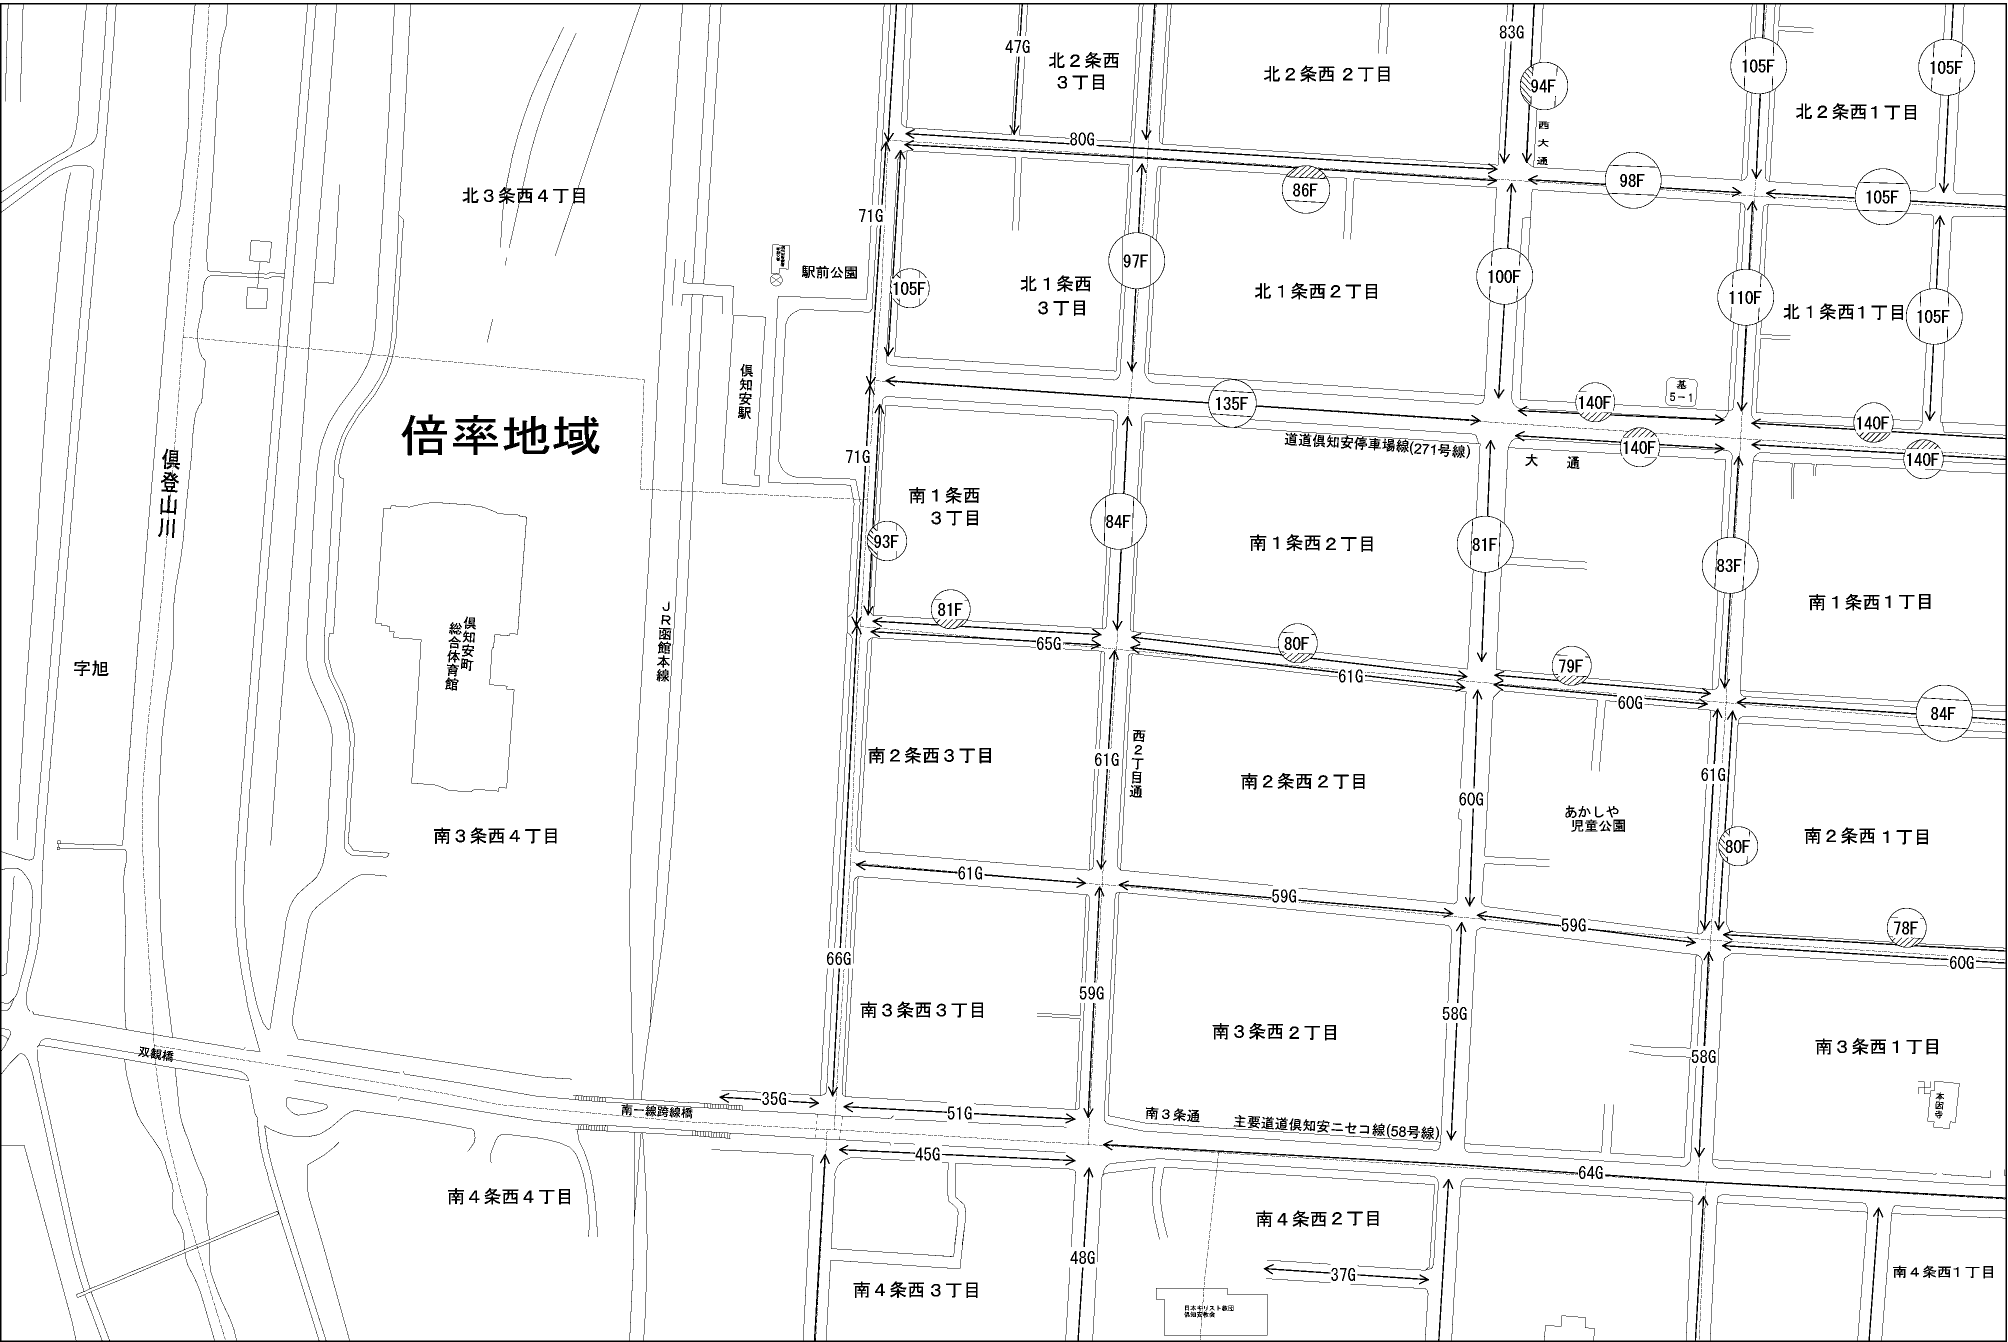 47G
83G
北２条西
３丁目
北２条西２丁目
94F
105F
105F
北２条西１丁目
西大通
80G
86F
98F
105F
北３条西４丁目
71G
駅前公園
105F
北１条西
３丁目
97F
北１条西２丁目
100F
110F
北１条西１丁目
105F
倶知安駅
倍率地域
135F
140F
基
5－1
140F
道道倶知安停車場線(271号線)
大通
140F
140F
倶登山川
71G
南１条西
３丁目
93F
84F
南１条西２丁目
81F
83F
南１条西１丁目
81F
65G
80F
61G
79F
60G
84F
ＪＲ函館本線
倶知安町
総合体育館
字旭
南２条西３丁目
61G
西２丁目通
南２条西２丁目
60G
61G
あかしや
児童公園
80F
南２条西１丁目
南３条西４丁目
61G
59G
59G
78F
60G
66G
南３条西３丁目
59G
南３条西２丁目
58G
58G
南３条西１丁目
双観橋
35G
南一線跨線橋
51G
南３条通
主要道道倶知安ニセコ線(58号線)
本因寺
45G
64G
南４条西４丁目
南４条西２丁目
48G
37G
南４条西３丁目
南４条西１丁目
日本キリスト教団
倶知安教会